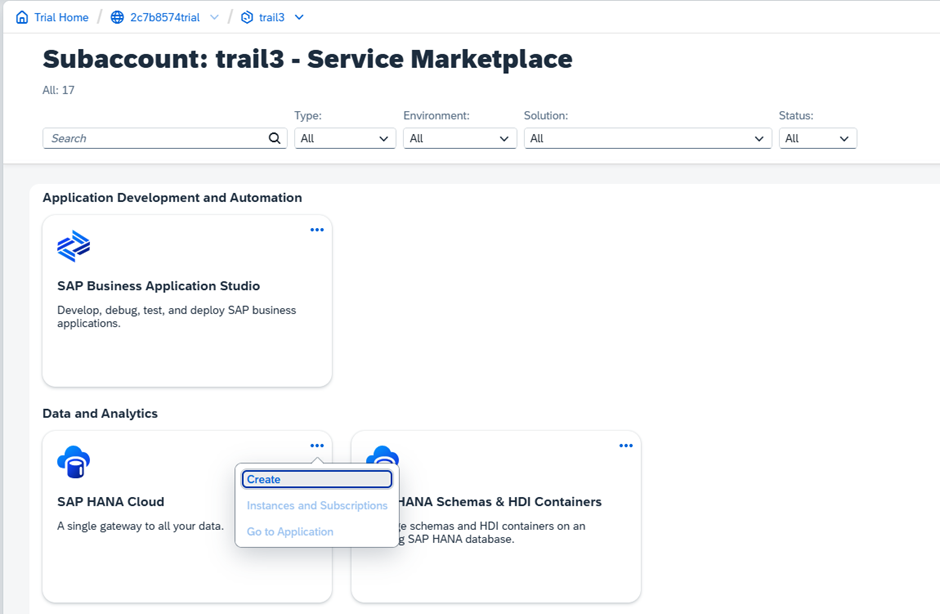 Trial Home / 2c7b8574trial / trail3
Subaccount: trail3 - Service Marketplace
All: 17
Type: Environment: Solution: Status:
Search All All All All
Application Development and Automation
SAP Business Application Studio
Develop, debug, test, and deploy SAP business
applications.
Data and Analytics
SAP HANA Cloud
A single gateway to all your data.
Create
Instances and Subscriptions
Go to Application
HANA Schemas & HDI Containers
schemas and HDI containers on an
SAP HANA database.